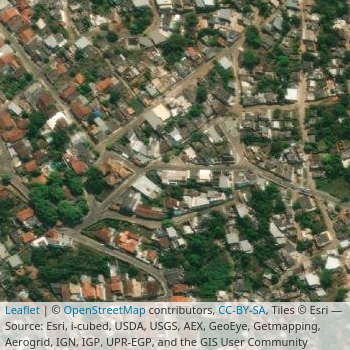 Leaflet | © OpenStreetMap contributors, CC-BY-SA, Tiles © Esri —
Source: Esri, i-cubed, USDA, USGS, AEX, GeoEye, Getmapping,
Aerogrid, IGN, IGP, UPR-EGP, and the GIS User Community